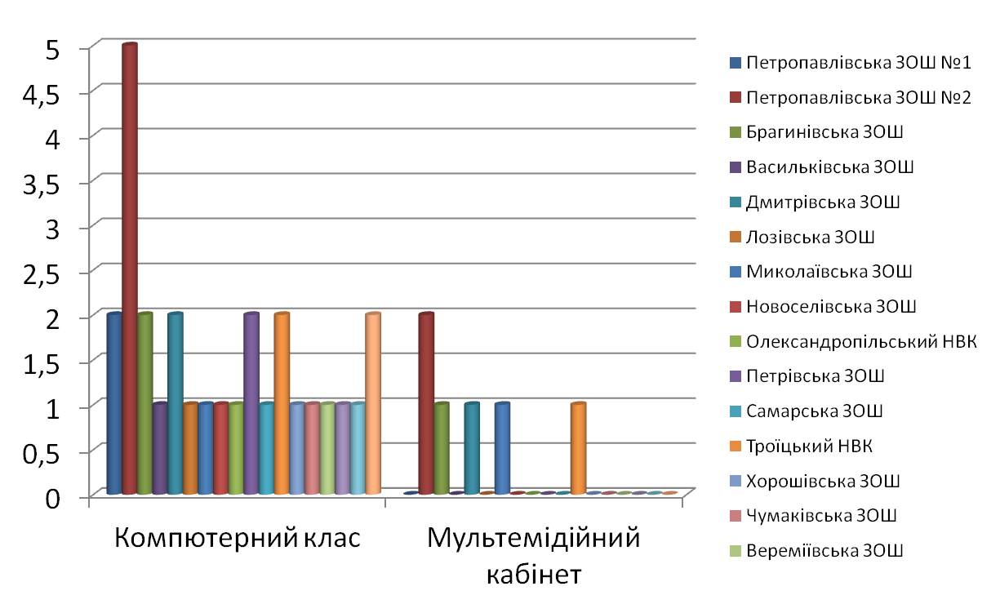 5
4,5
4
3,5
3
2,5
2
1,5
1
0,5
0
Компютерний клас
Мультемідійний
кабінет
Петропавлівська ЗОШ №1
Петропавлівська ЗОШ №2
Брагинівська ЗОШ
Васильківська ЗОШ
Дмитрівська ЗОШ
Лозівська ЗОШ
Миколаївська ЗОШ
Новоселівська ЗОШ
Олександропільський НВК
Петрівська ЗОШ
Самарська ЗОШ
Троїцький НВК
Хорошівська ЗОШ
Чумаківська ЗОШ
Вереміївська ЗОШ